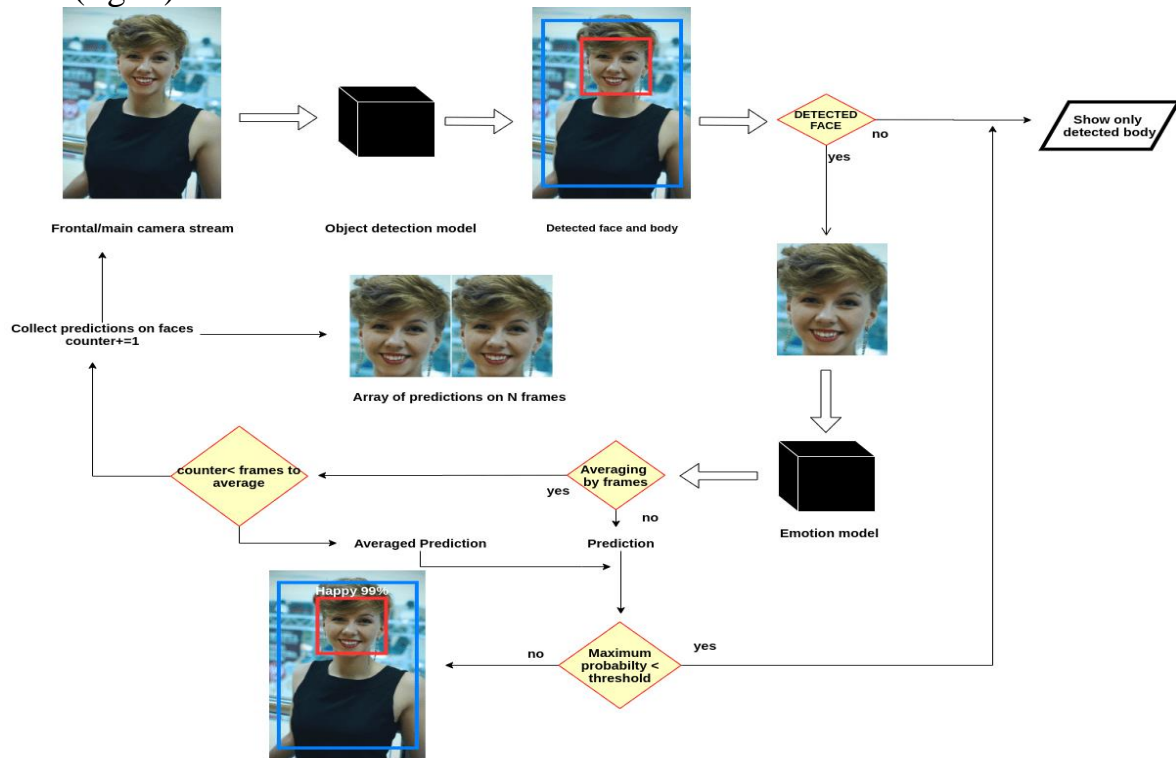 DETECTED
FACE
no
yes
Show only
detected body
Frontal/main camera stream
Object detection model
Detected face and body
Collect predictions on faces
counter+=1
Array of predictions on N frames
counter< frames to
average
Averaging
by frames
yes
no
Emotion model
Averaged Prediction
Prediction
Happy 99%
no
Maximum
probabilty <
threshold
yes